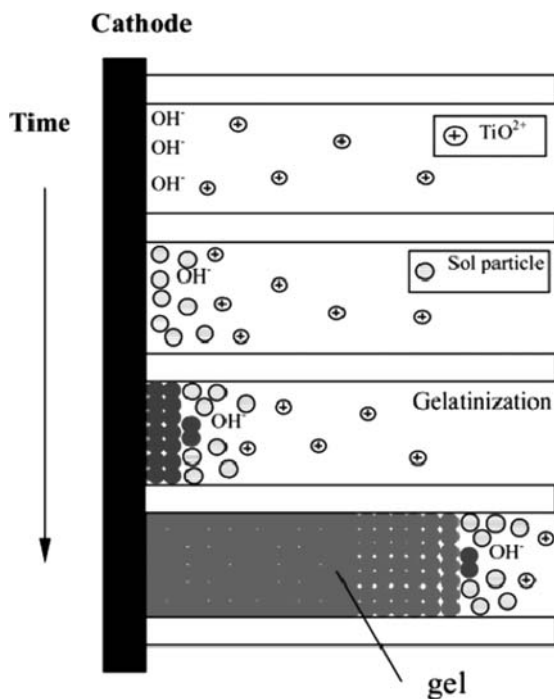 Cathode
Time
OH-
TiO2+
OH-
OH-
OH-
Sol particle
OH-
Gelatinization
OH-
gel